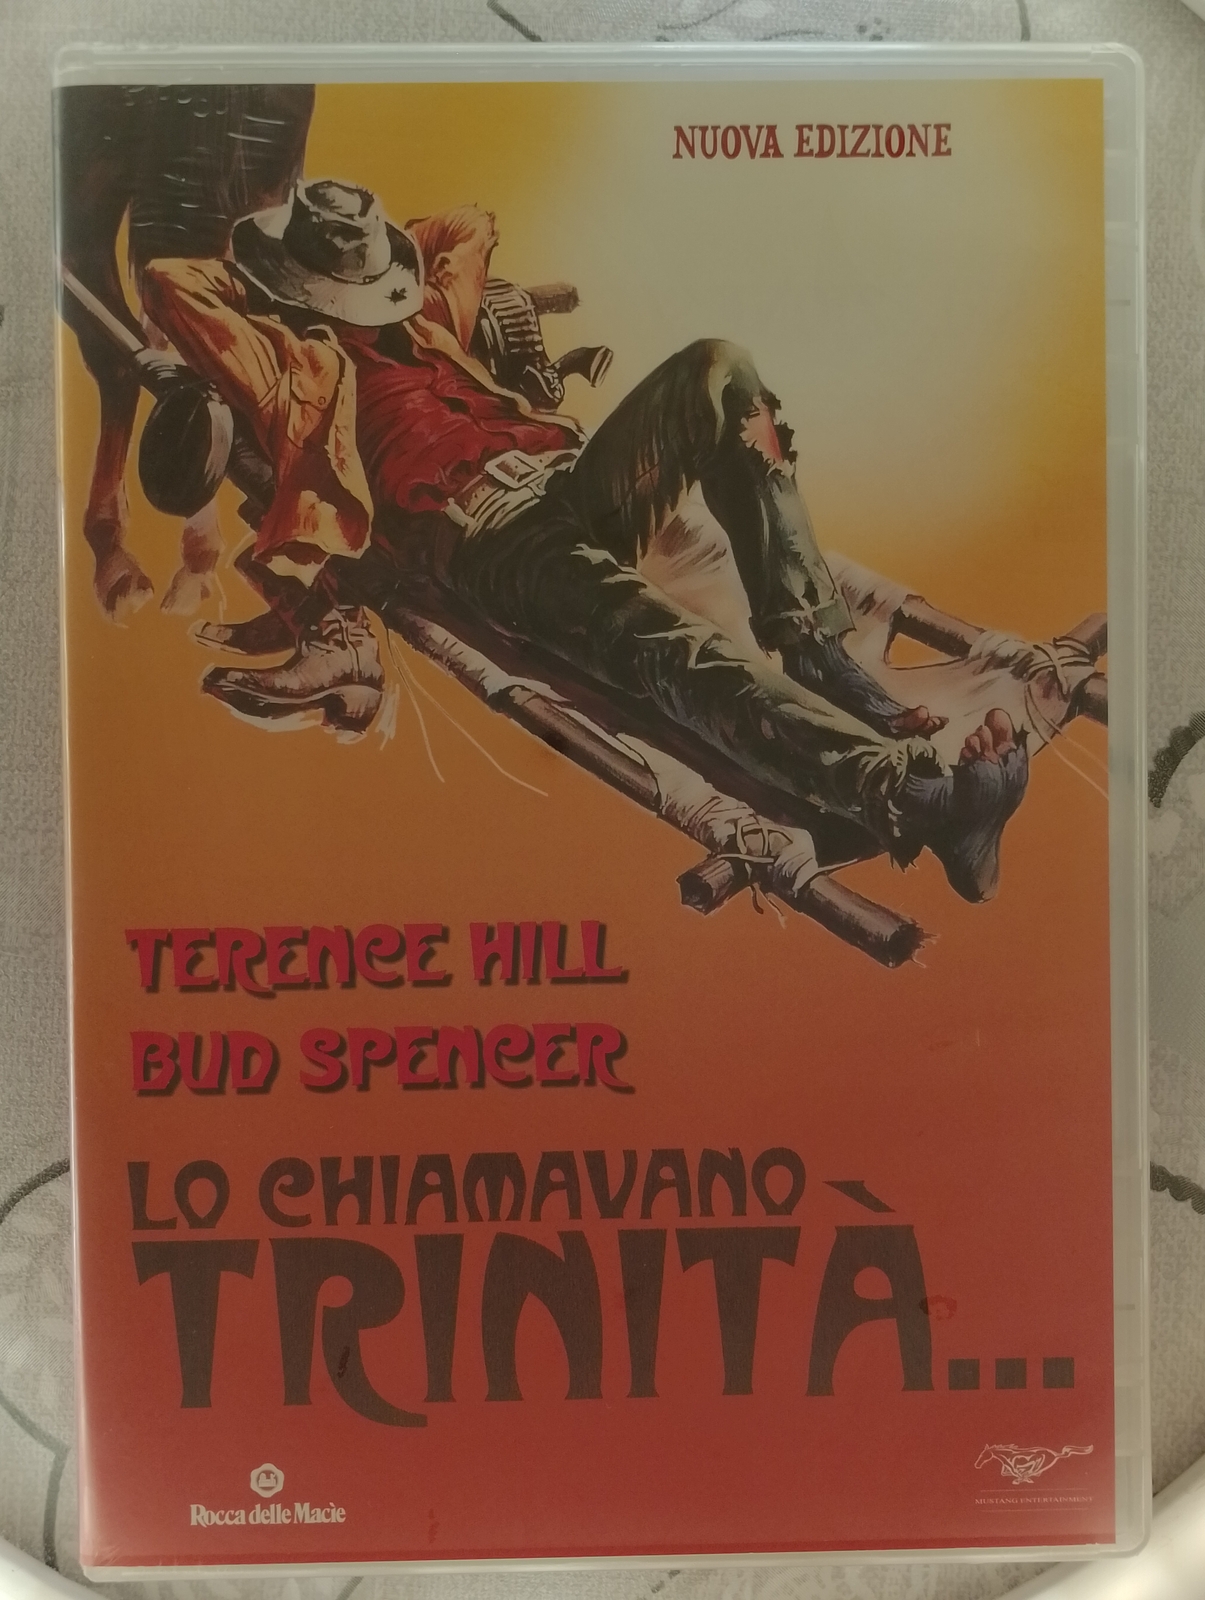 NUOVA EDIZIONE
TERENCE HILL
BUD SPENCER
LO CHIAMAVANO
TRINITÀ...
Rocca delle Macìe
MUSTANG ENTERTAINMENT